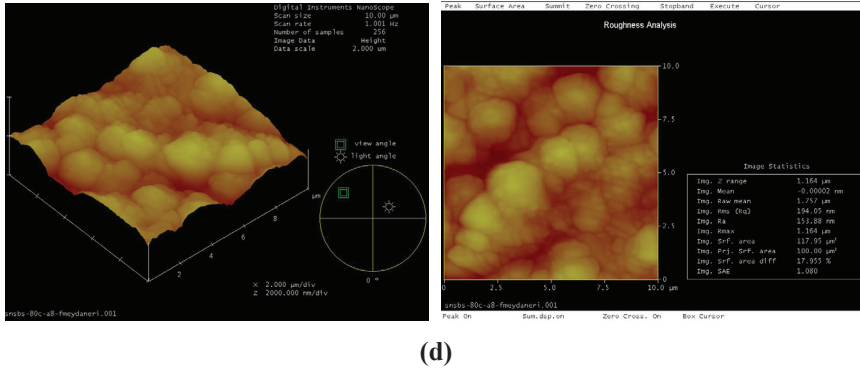 Digital Instruments NanoScope
Scan size 10.00 µm
Scan rate 1.001 Hz
Number of samples 256
Image Data Height
Data scale 2.000 um
view angle
light angle
µm
8
6
4
2
X 2.000 µm/div
Z 2000.000 nm/div
0 °
snsbs-80c-a8-fmeydaneri.001
Peak Surface Area Summit Zero Crossing Stopband Execute Cursor
Roughness Analysis
10.0
7.5
5.0
2.5
0
0 2.5 5.0 7.5 10.0 µm
Image Statistics
Img. Z range 1.164 µm
Img. Mean -0.00002 nm
Img. Raw mean 1.757 µm
Img. Rms (Rq) 194.05 nm
Img. Ra 153.88 nm
Img. Rmax 1.164 µm
Img. Srf. area 117.95 µm²
Img. Prj. Srf. area 100.00 µm²
Img. Srf. area diff 17.955 %
Img. SAE 1.080
snsbs-80c-a8-fmeydaneri.001
Peak On Sum.dsp.on Zero Cross. On Box Cursor
(d)